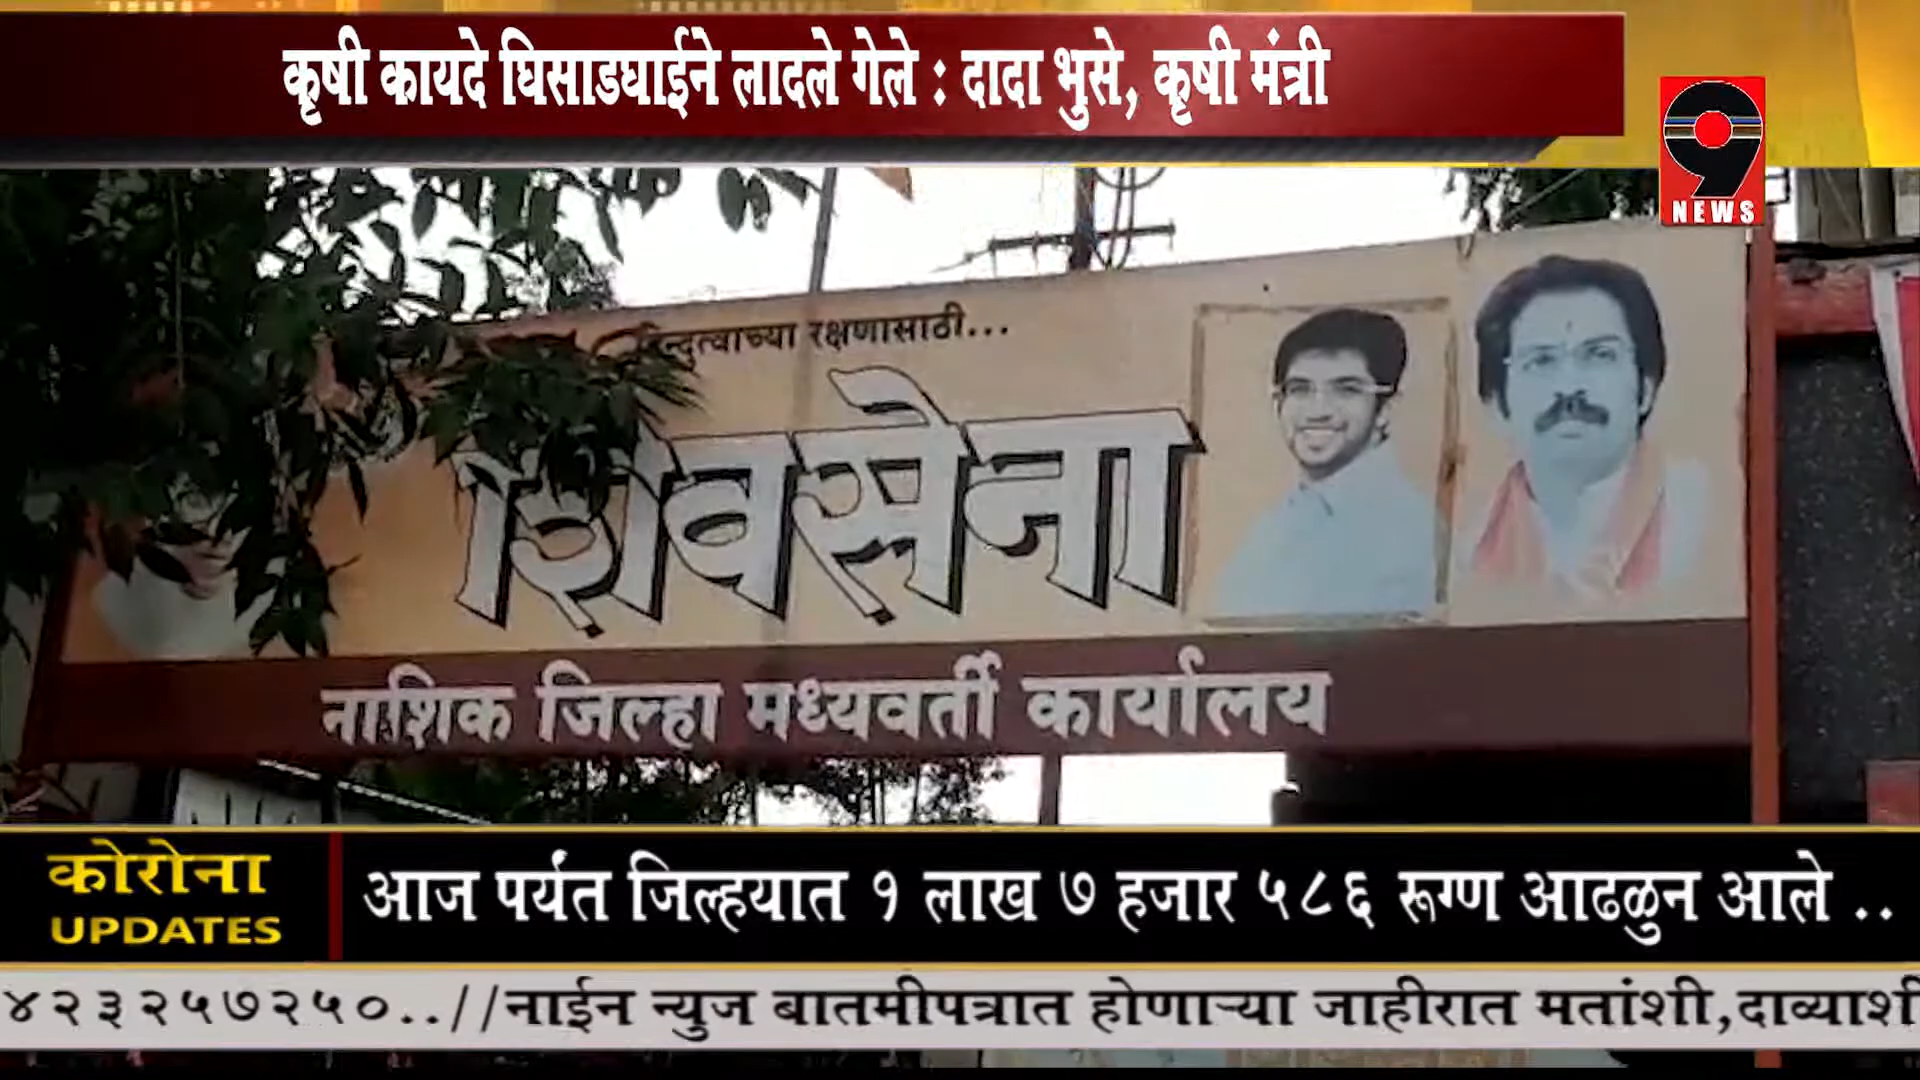 कृषी कायदे घिसाडघाईने लादले गेले : दादा भुसे, कृषी मंत्री
9
NEWS
हिन्दुत्वाच्या रक्षणासाठी...
शिवसेना
नाशिक जिल्हा मध्यवर्ती कार्यालय
कोरोना
UPDATES
आज पर्यंत जिल्हयात १ लाख ७ हजार ५८६ रूग्ण आढळुन आले ..
४२३२५७२५०..//नाईन न्युज बातमीपत्रात होणाऱ्या जाहीरात मतांशी,दाव्याशी